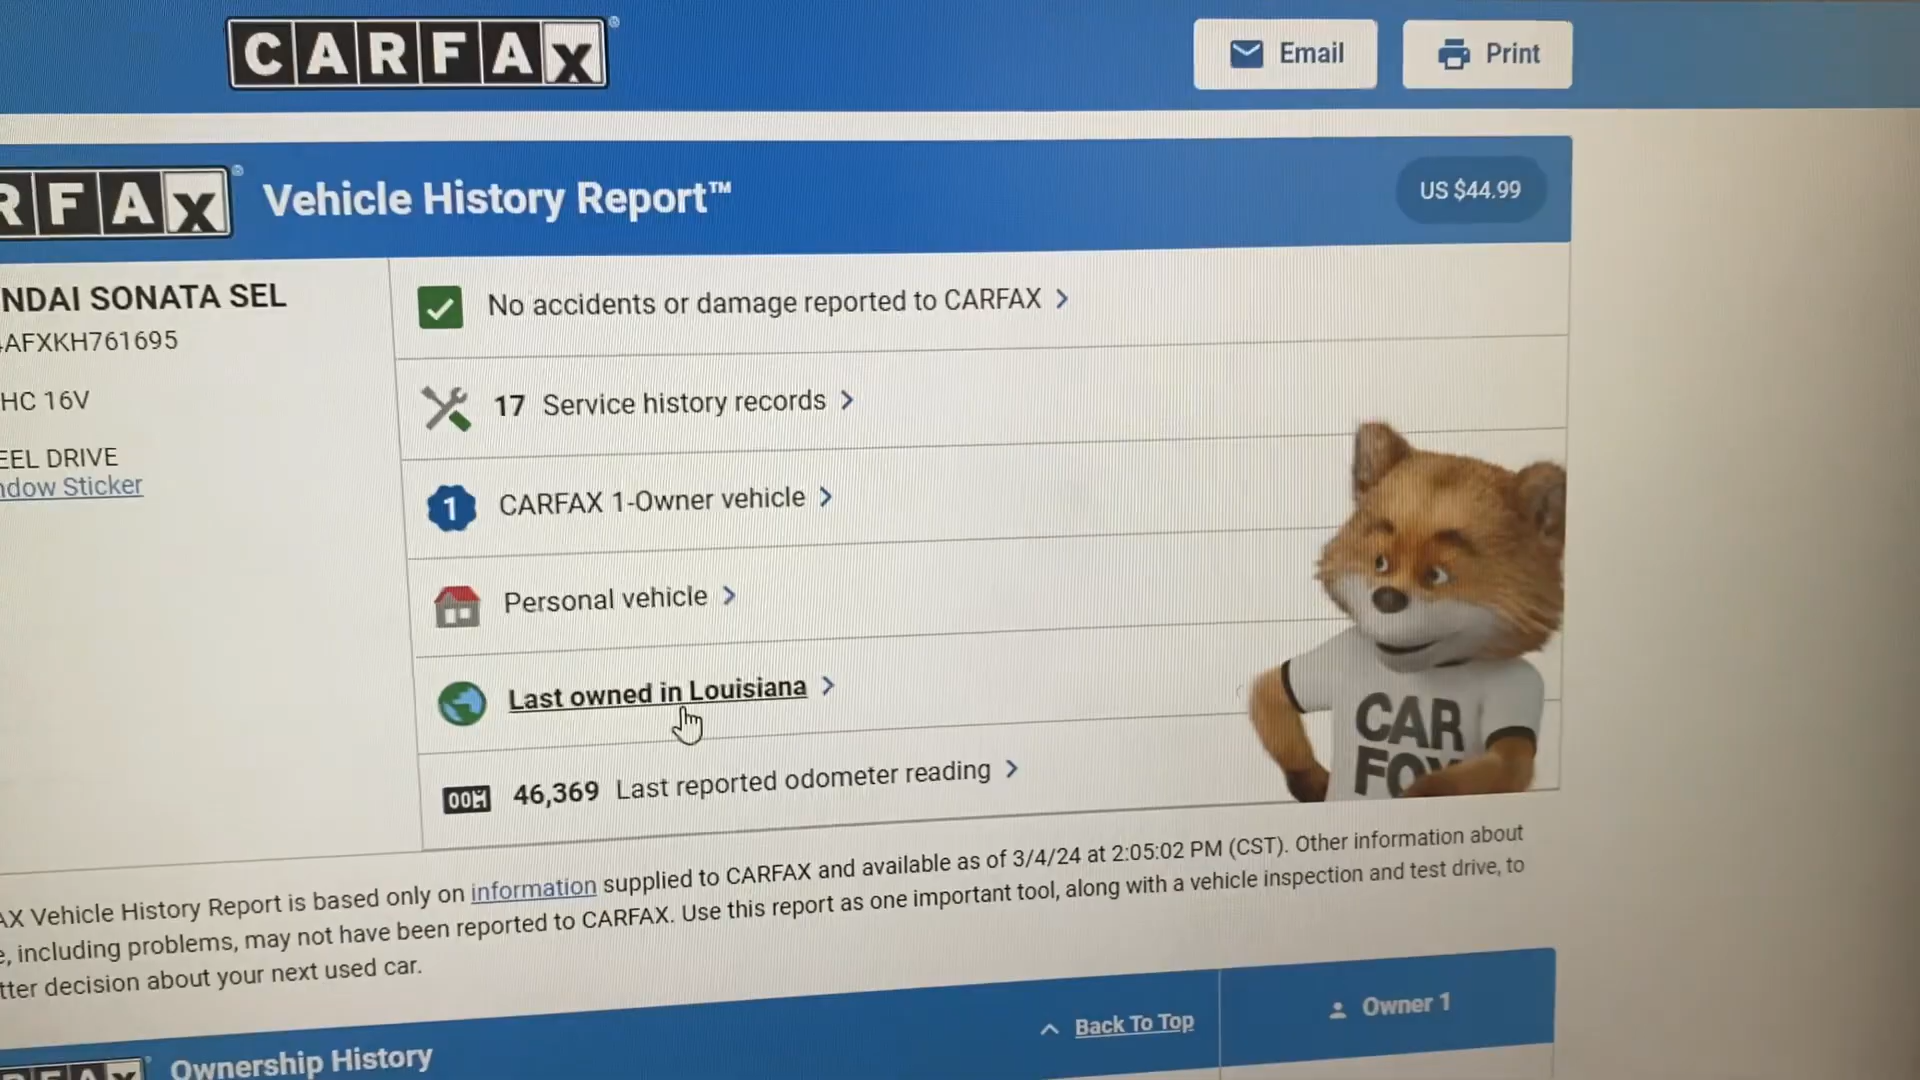 CARFAX
Email
Print
RFAX
Vehicle History Report™
US $44.99
NDAI SONATA SEL
AFXKH761695
HC 16V
EEL DRIVE
ndow Sticker
No accidents or damage reported to CARFAX
17 Service history records
1 CARFAX 1-Owner vehicle
Personal vehicle
Last owned in Louisiana
46,369 Last reported odometer reading
CAR
FOX
AX Vehicle History Report is based only on information supplied to CARFAX and available as of 3/4/24 at 2:05:02 PM (CST). Other information about
e, including problems, may not have been reported to CARFAX. Use this report as one important tool, along with a vehicle inspection and test drive, to
tter decision about your next used car.
Back To Top
Owner 1
RFAX
Ownership History